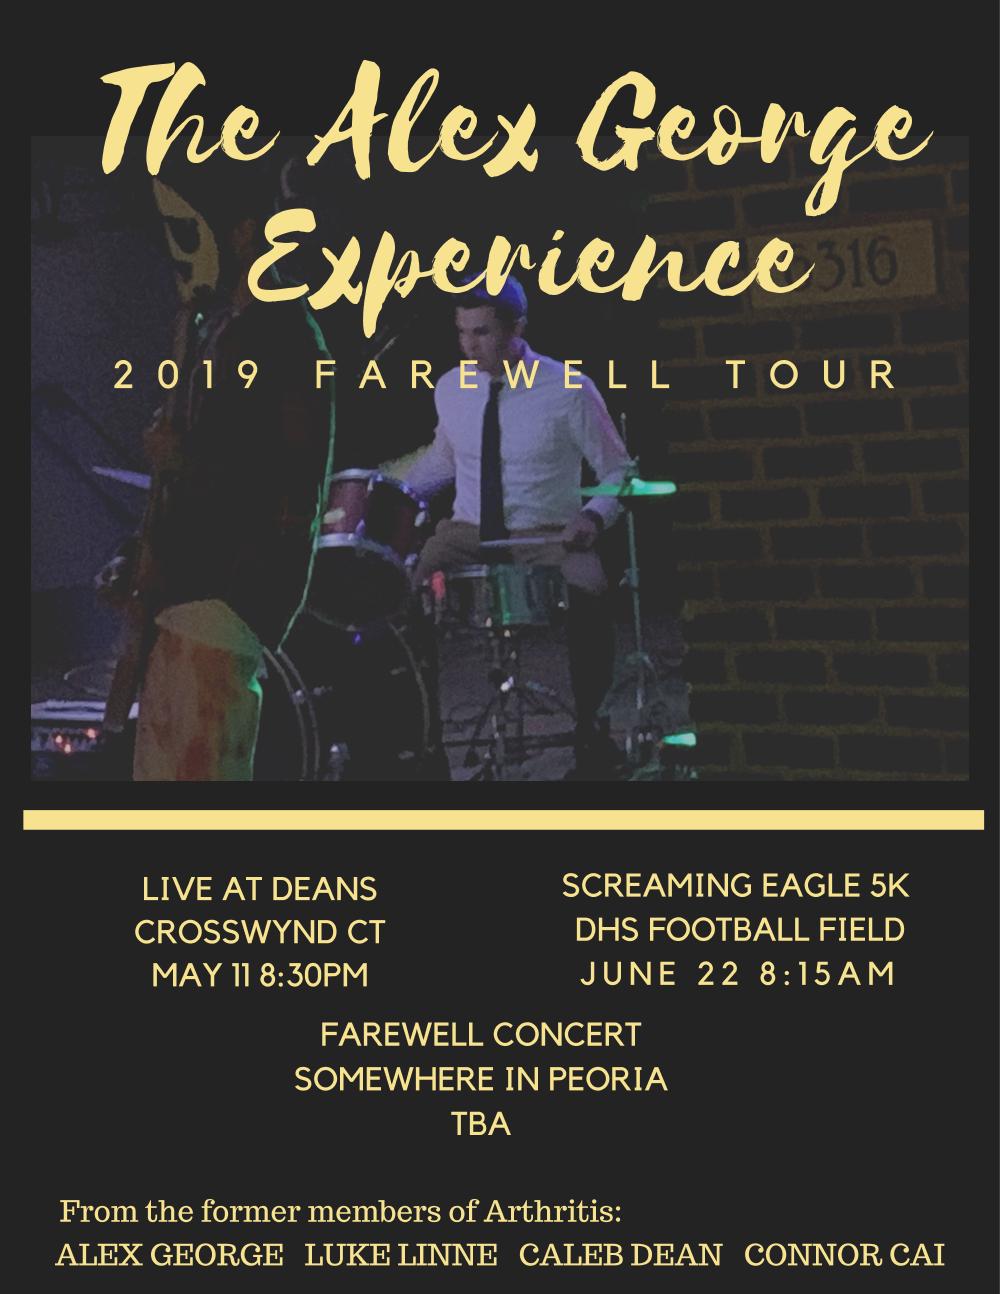 The Alex George
Experience
2019 FAREWELL TOUR
LIVE AT DEANS
CROSSWYND CT
MAY 11 8:30PM
SCREAMING EAGLE 5K
DHS FOOTBALL FIELD
JUNE 22 8:15AM
FAREWELL CONCERT
SOMEWHERE IN PEORIA
TBA
From the former members of Arthritis:
ALEX GEORGE LUKE LINNE CALEB DEAN CONNOR CAI